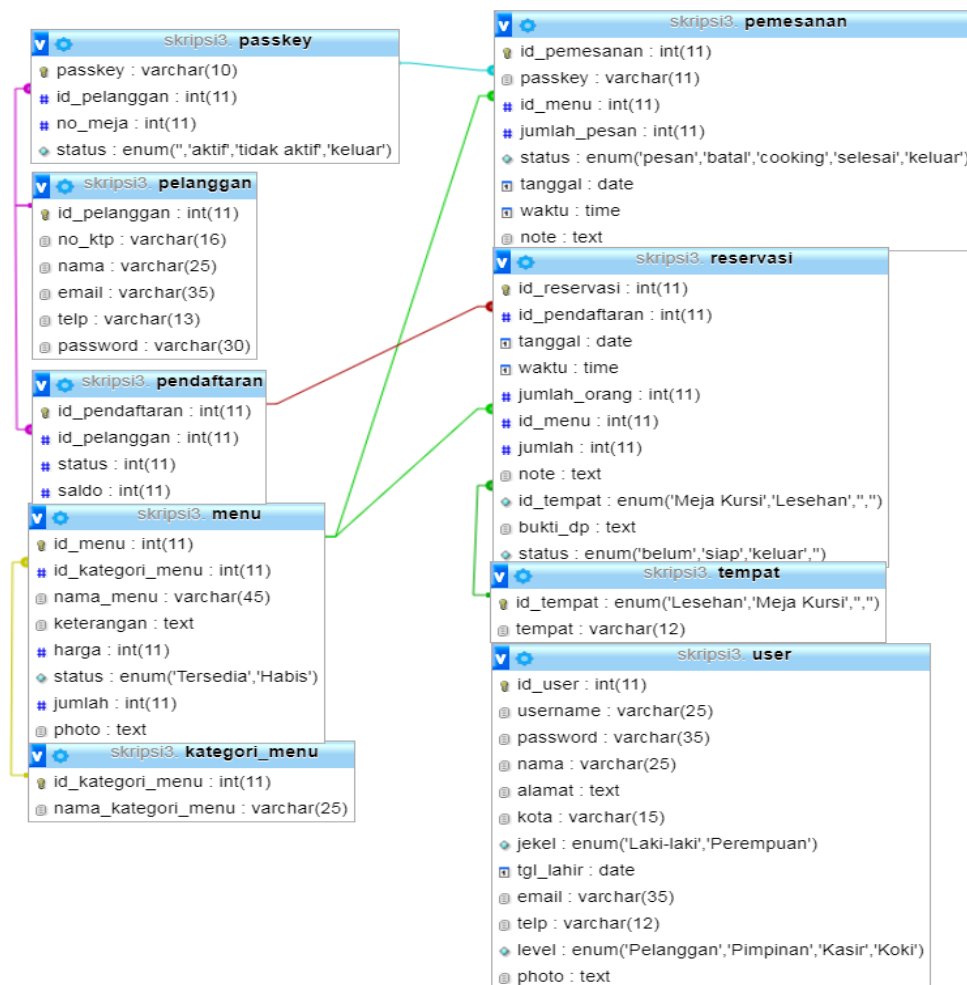 skripsi3. passkey
passkey : varchar(10)
id_pelanggan : int(11)
no_meja : int(11)
status : enum('','aktif','tidak aktif','keluar')
skripsi3. pelanggan
id_pelanggan : int(11)
no_ktp : varchar(16)
nama : varchar(25)
email : varchar(35)
telp : varchar(13)
password : varchar(30)
skripsi3. pendaftaran
id_pendaftaran : int(11)
id_pelanggan : int(11)
status : int(11)
saldo : int(11)
skripsi3. menu
id_menu : int(11)
id_kategori_menu : int(11)
nama_menu : varchar(45)
keterangan : text
harga : int(11)
status : enum('Tersedia','Habis')
jumlah : int(11)
photo : text
skripsi3. kategori_menu
id_kategori_menu : int(11)
nama_kategori_menu : varchar(25)
skripsi3. pemesanan
id_pemesanan : int(11)
passkey : varchar(11)
id_menu : int(11)
jumlah_pesan : int(11)
status : enum('pesan','batal','cooking','selesai','keluar')
tanggal : date
waktu : time
note : text
skripsi3. reservasi
id_reservasi : int(11)
id_pendaftaran : int(11)
tanggal : date
waktu : time
jumlah_orang : int(11)
id_menu : int(11)
jumlah : int(11)
note : text
id_tempat : enum('Meja Kursi','Lesehan','','')
bukti_dp : text
status : enum('belum','siap','keluar','')
skripsi3. tempat
id_tempat : enum('Lesehan','Meja Kursi','','')
tempat : varchar(12)
skripsi3. user
id_user : int(11)
username : varchar(25)
password : varchar(35)
nama : varchar(25)
alamat : text
kota : varchar(15)
jekel : enum('Laki-laki','Perempuan')
tgl_lahir : date
email : varchar(35)
telp : varchar(12)
level : enum('Pelanggan','Pimpinan','Kasir','Koki')
photo : text